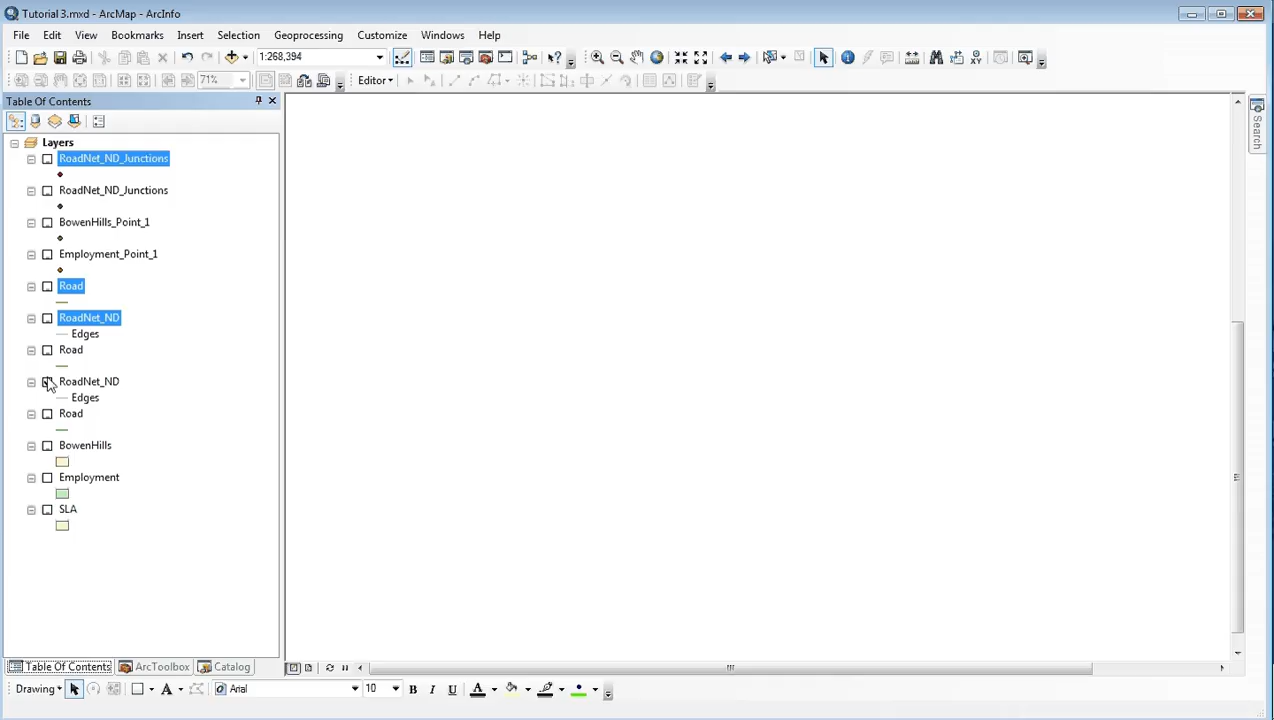 Tutorial 3.mxd - ArcMap - ArcInfo
File Edit View Bookmarks Insert Selection Geoprocessing Customize Windows Help
1:268,394
71% Editor
Table Of Contents
Layers
RoadNet_ND_Junctions
RoadNet_ND_Junctions
BowenHills_Point_1
Employment_Point_1
Road
RoadNet_ND
Edges
Road
RoadNet_ND
Edges
Road
BowenHills
Employment
SLA
Search
Table Of Contents ArcToolbox Catalog
Drawing A Arial 10 B I U A